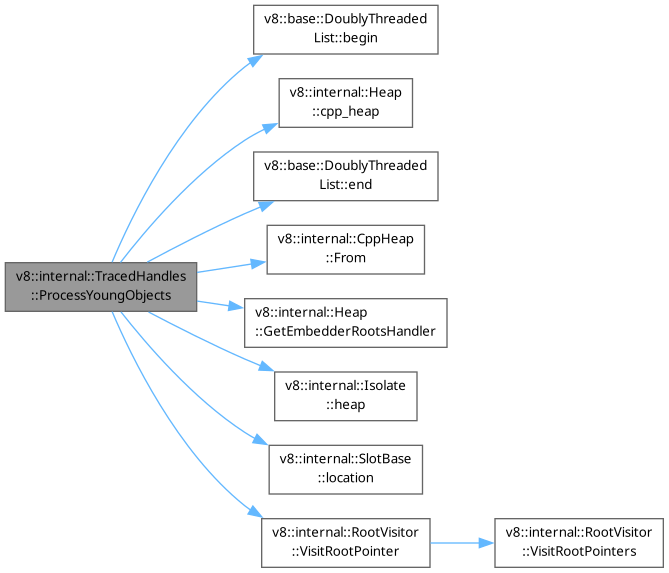 v8::base::DoublyThreaded
List::begin
v8::internal::Heap
::cpp_heap
v8::base::DoublyThreaded
List::end
v8::internal::CppHeap
::From
v8::internal::TracedHandles
::ProcessYoungObjects
v8::internal::Heap
::GetEmbedderRootsHandler
v8::internal::Isolate
::heap
v8::internal::SlotBase
::location
v8::internal::RootVisitor
::VisitRootPointer
v8::internal::RootVisitor
::VisitRootPointers